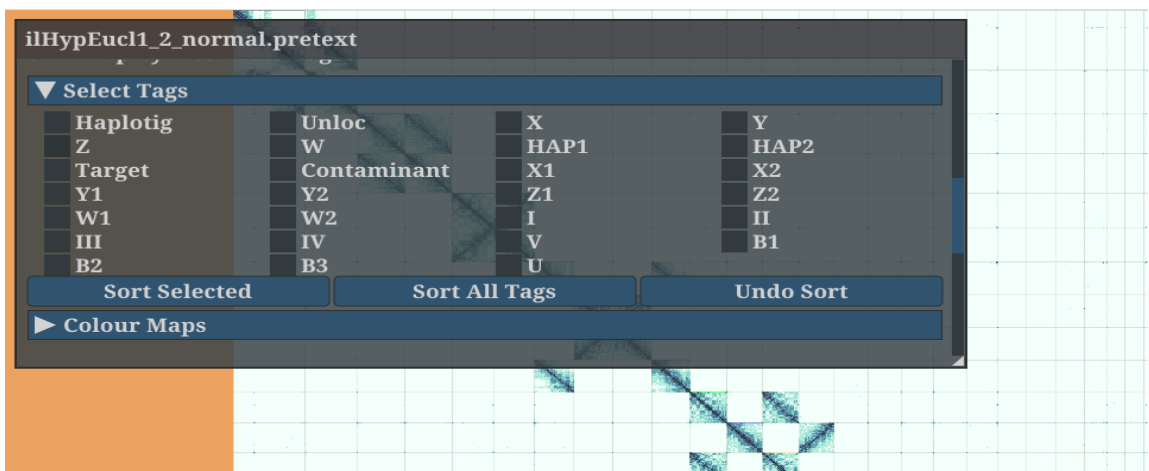 ilHypEucl1_2_normal.pretext
▼ Select Tags
Haplotig Unloc X Y
Z W HAP1 HAP2
Target Contaminant X1 X2
Y1 Y2 Z1 Z2
W1 W2 I II
III IV V B1
B2 B3 U
Sort Selected Sort All Tags Undo Sort
▶ Colour Maps